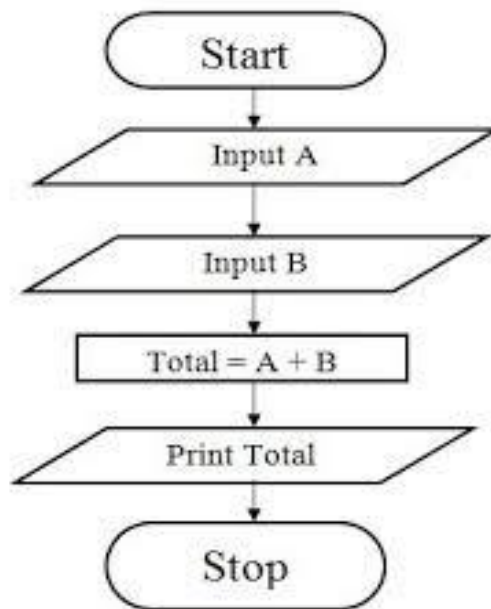 Start
Input A
Input B
Total = A + B
Print Total
Stop